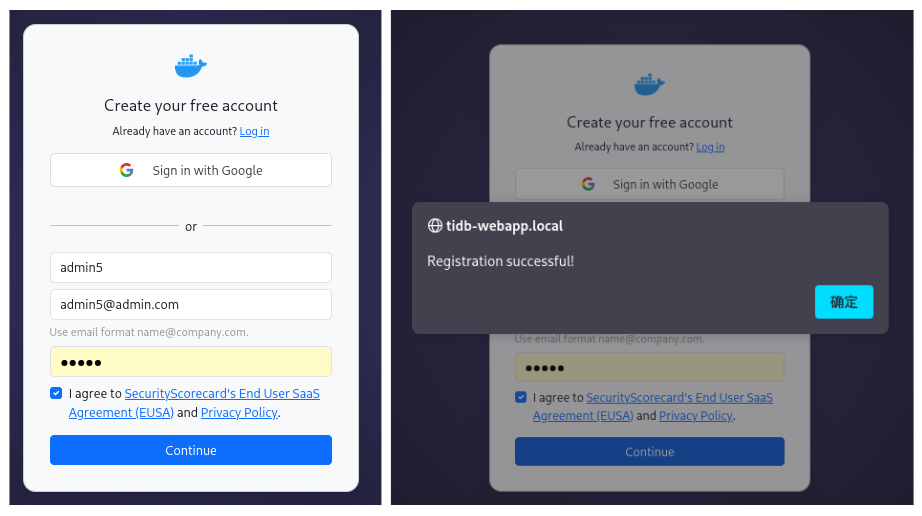 Create your free account
Already have an account? Log in
Sign in with Google
or
admin5
admin5@admin.com
Use email format name@company.com.
●●●●●
I agree to SecurityScorecard's End User SaaS
Agreement (EUSA) and Privacy Policy.
Continue
Create your free account
Already have an account? Log in
Sign in with Google
tidb-webapp.local
Registration successful!
确定
Use email format name@company.com.
●●●●●
I agree to SecurityScorecard's End User SaaS
Agreement (EUSA) and Privacy Policy.
Continue